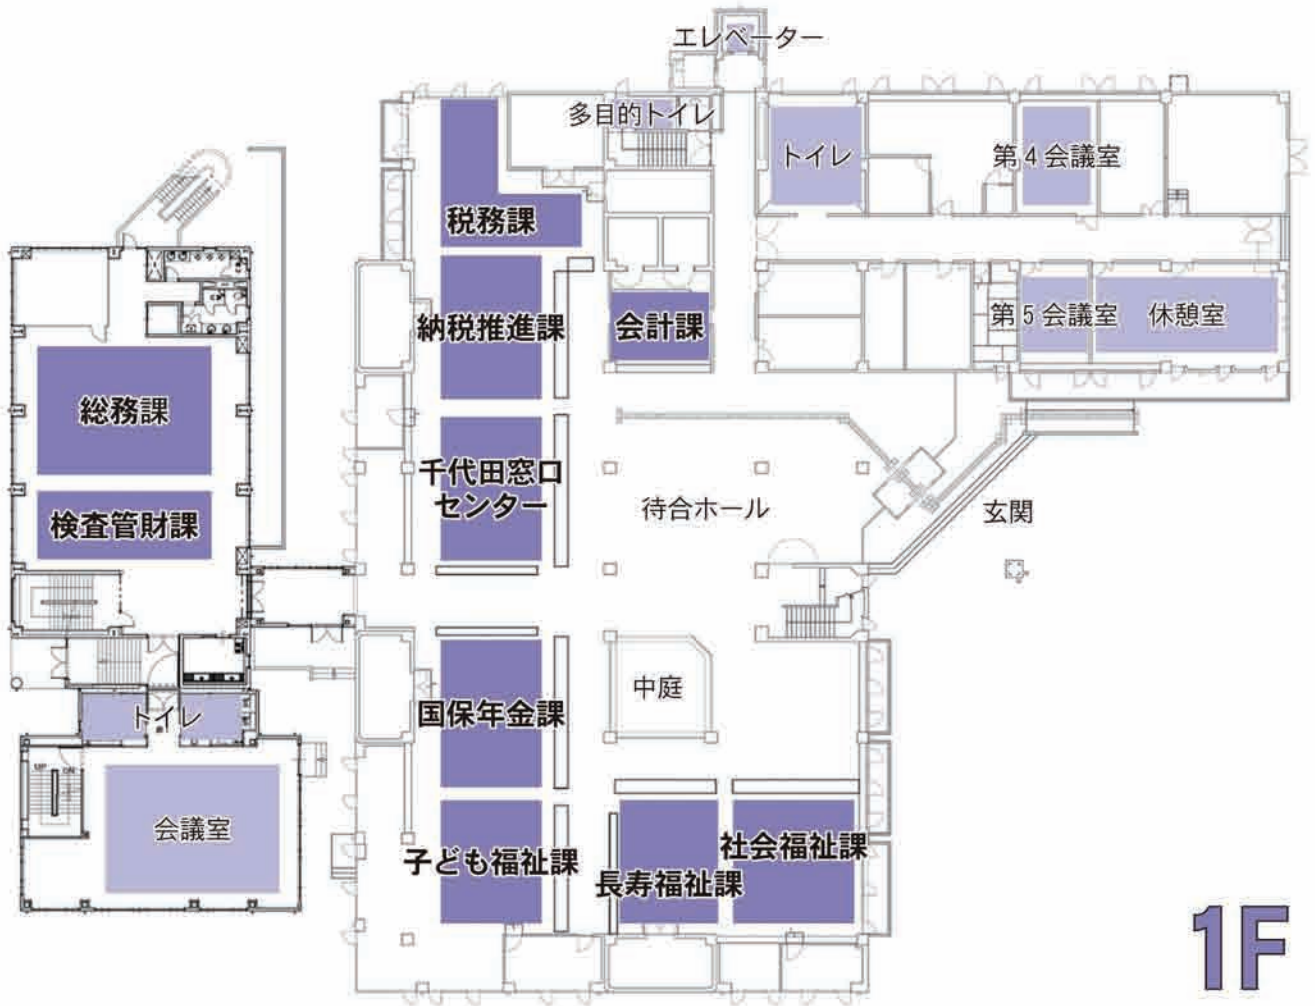 エレベーター
多目的トイレ
トイレ
第4会議室
税務課
納税推進課
会計課
第5会議室
休憩室
総務課
千代田窓口
センター
待合ホール
玄関
検査管財課
国保年金課
中庭
トイレ
UP
DN
会議室
子ども福祉課
長寿福祉課
社会福祉課
1F